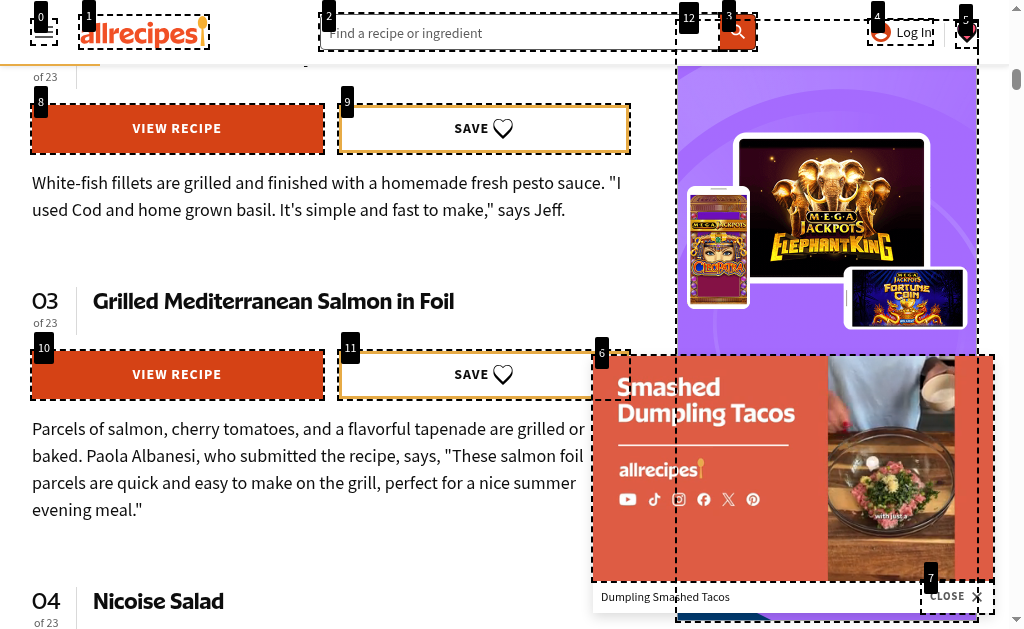 0
1
allrecipes
2
Find a recipe or ingredient
12
3
4
Log In
5
of 23
8
VIEW RECIPE
9
SAVE
White-fish fillets are grilled and finished with a homemade fresh pesto sauce. "I
used Cod and home grown basil. It's simple and fast to make," says Jeff.
MEGA
JACKPOTS
ELEPHANTKING
MEGA
JACKPOTS
CLEOPATRA
MEGA
JACKPOTS
FORTUNE
COIN
03
of 23
Grilled Mediterranean Salmon in Foil
10
VIEW RECIPE
11
SAVE
6
Parcels of salmon, cherry tomatoes, and a flavorful tapenade are grilled or
baked. Paola Albanesi, who submitted the recipe, says, "These salmon foil
parcels are quick and easy to make on the grill, perfect for a nice summer
evening meal."
Smashed
Dumpling Tacos
allrecipes
with just a
Dumpling Smashed Tacos
7
CLOSE
04
of 23
Nicoise Salad